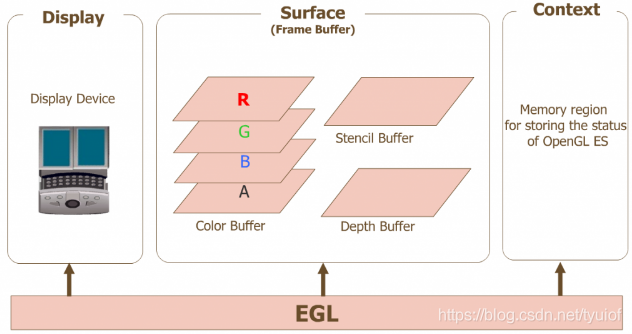 Display
Display Device
Surface
(Frame Buffer)
R
G
B
A
Color Buffer
Stencil Buffer
Depth Buffer
Context
Memory region
for storing the status
of OpenGL ES
EGL
https://blog.csdn.net/tyuiof